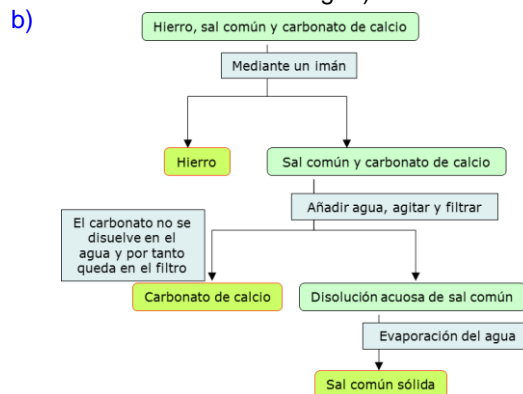 b)
Hierro, sal común y carbonato de calcio
Mediante un imán
Hierro
Sal común y carbonato de calcio
Añadir agua, agitar y filtrar
El carbonato no se
disuelve en el
agua y por tanto
queda en el filtro
Carbonato de calcio
Disolución acuosa de sal común
Evaporación del agua
Sal común sólida